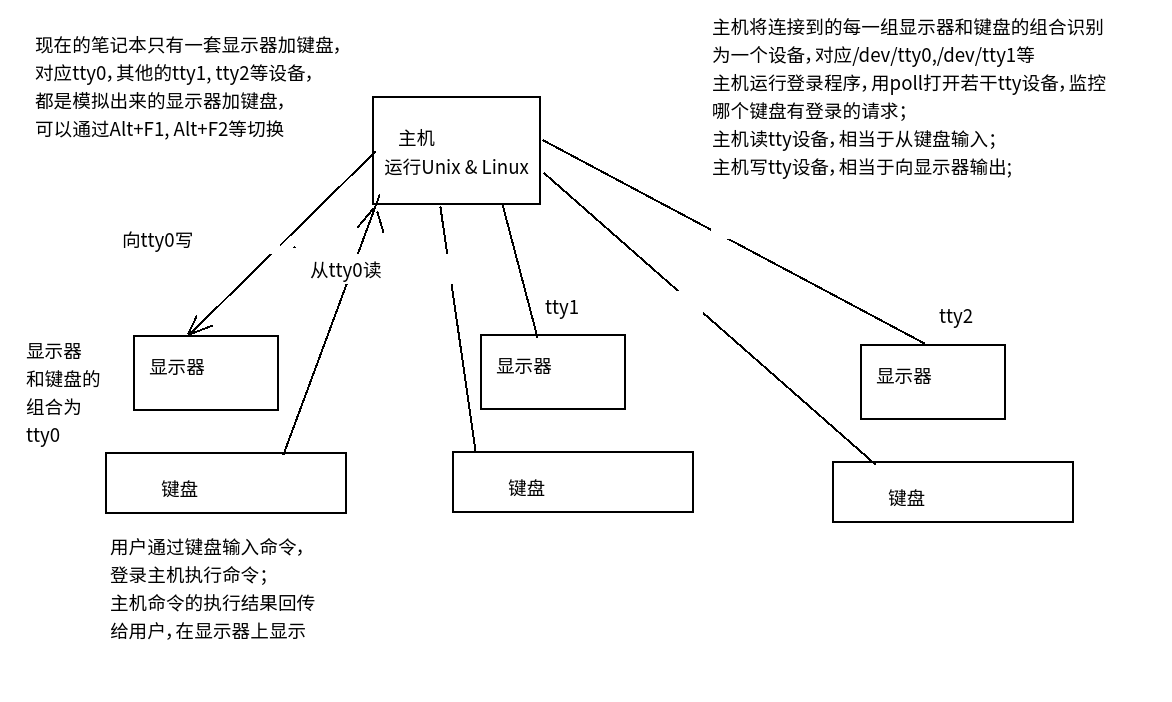 现在的笔记本只有一套显示器加键盘，
对应tty0，其他的tty1, tty2等设备，
都是模拟出来的显示器加键盘，
可以通过Alt+F1, Alt+F2等切换
主机将连接到的每一组显示器和键盘的组合识别
为一个设备，对应/dev/tty0,/dev/tty1等
主机运行登录程序，用poll打开若干tty设备，监控
哪个键盘有登录的请求；
主机读tty设备，相当于从键盘输入；
主机写tty设备，相当于向显示器输出;
主机
运行Unix & Linux
向tty0写
从tty0读
tty1
tty2
显示器
和键盘的
组合为
tty0
显示器
显示器
显示器
键盘
键盘
键盘
用户通过键盘输入命令，
登录主机执行命令；
主机命令的执行结果回传
给用户，在显示器上显示